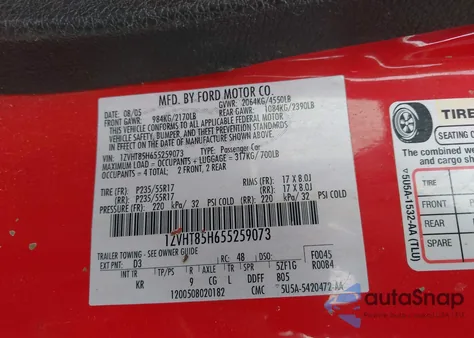 MFD. BY FORD MOTOR CO.
DATE: 08/05 GVWR: 2064KG/4550LB
FRONT GAWR: 984KG/2170LB REAR GAWR: 1084KG/2390LB
THIS VEHICLE CONFORMS TO ALL APPLICABLE FEDERAL MOTOR
VEHICLE SAFETY, BUMPER, AND THEFT PREVENTION STANDARDS
IN EFFECT ON THE DATE OF MANUFACTURE SHOWN ABOVE.
VIN: 1ZVHT85H655259073 TYPE: Passenger Car
MAXIMUM LOAD = OCCUPANTS + LUGGAGE = 317KG/700LB
OCCUPANTS = 4 TOTAL: 2 FRONT, 2 REAR
TIRE (FR): P235/55R17 RIMS (FR): 17 X 8.0J
(RR): P235/55R17 (RR): 17 X 8.0J
PRESSURE (FR): 220 kPa/ 32 PSI COLD (RR): 220 kPa/ 32 PSI COLD
1ZVHT85H655259073
TRAILER TOWING - SEE OWNER GUIDE
EXT PNT: D3 RC: 48 DSO: F0045
R0084
INT TR TP/PS R AXLE TR SPR
KR 9 CG L DDFF 805 5ZF1G
1200508020182 CMC 5U5A-5420472-AA
TIRE
SEATING
The combined we
and cargo sho
TIRE
FRONT
REAR
SPARE
5U5A-1532-AA (TLU)
autoSnap